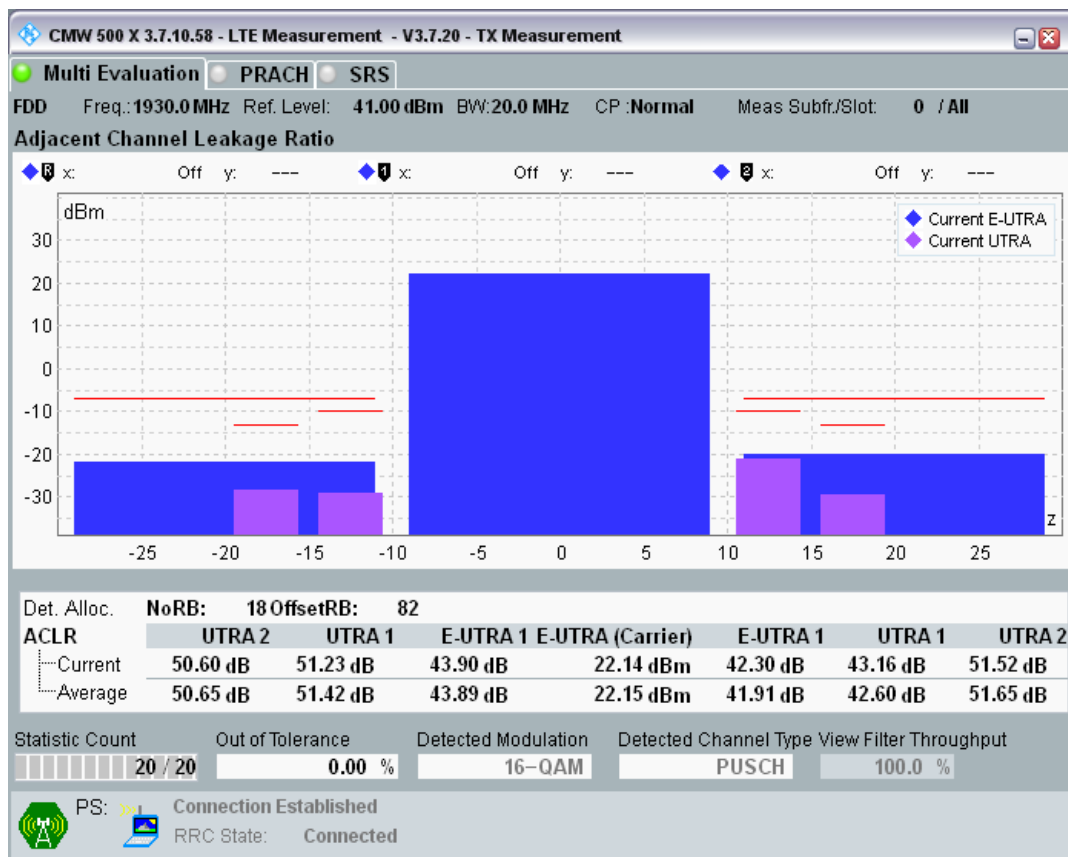 CMW 500 X 3.7.10.58 - LTE Measurement - V3.7.20 - TX Measurement
Multi Evaluation PRACH SRS
FDD Freq.:1930.0 MHz Ref. Level: 41.00 dBm BW:20.0 MHz CP :Normal Meas Subfr./Slot: 0 / All
Adjacent Channel Leakage Ratio
R x: Off y: --- 1 x: Off y: --- 2 x: Off y: ---
dBm
Current E-UTRA
Current UTRA
30
20
10
0
-10
-20
-30
z
-25 -20 -15 -10 -5 0 5 10 15 20 25
Det. Alloc. NoRB: 18 OffsetRB: 82
ACLR UTRA 2 UTRA 1 E-UTRA 1 E-UTRA (Carrier) E-UTRA 1 UTRA 1 UTRA 2
Current 50.60 dB 51.23 dB 43.90 dB 22.14 dBm 42.30 dB 43.16 dB 51.52 dB
Average 50.65 dB 51.42 dB 43.89 dB 22.15 dBm 41.91 dB 42.60 dB 51.65 dB
Statistic Count Out of Tolerance Detected Modulation Detected Channel Type View Filter Throughput
20 / 20 0.00 % 16-QAM PUSCH 100.0 %
PS: Connection Established
RRC State: Connected